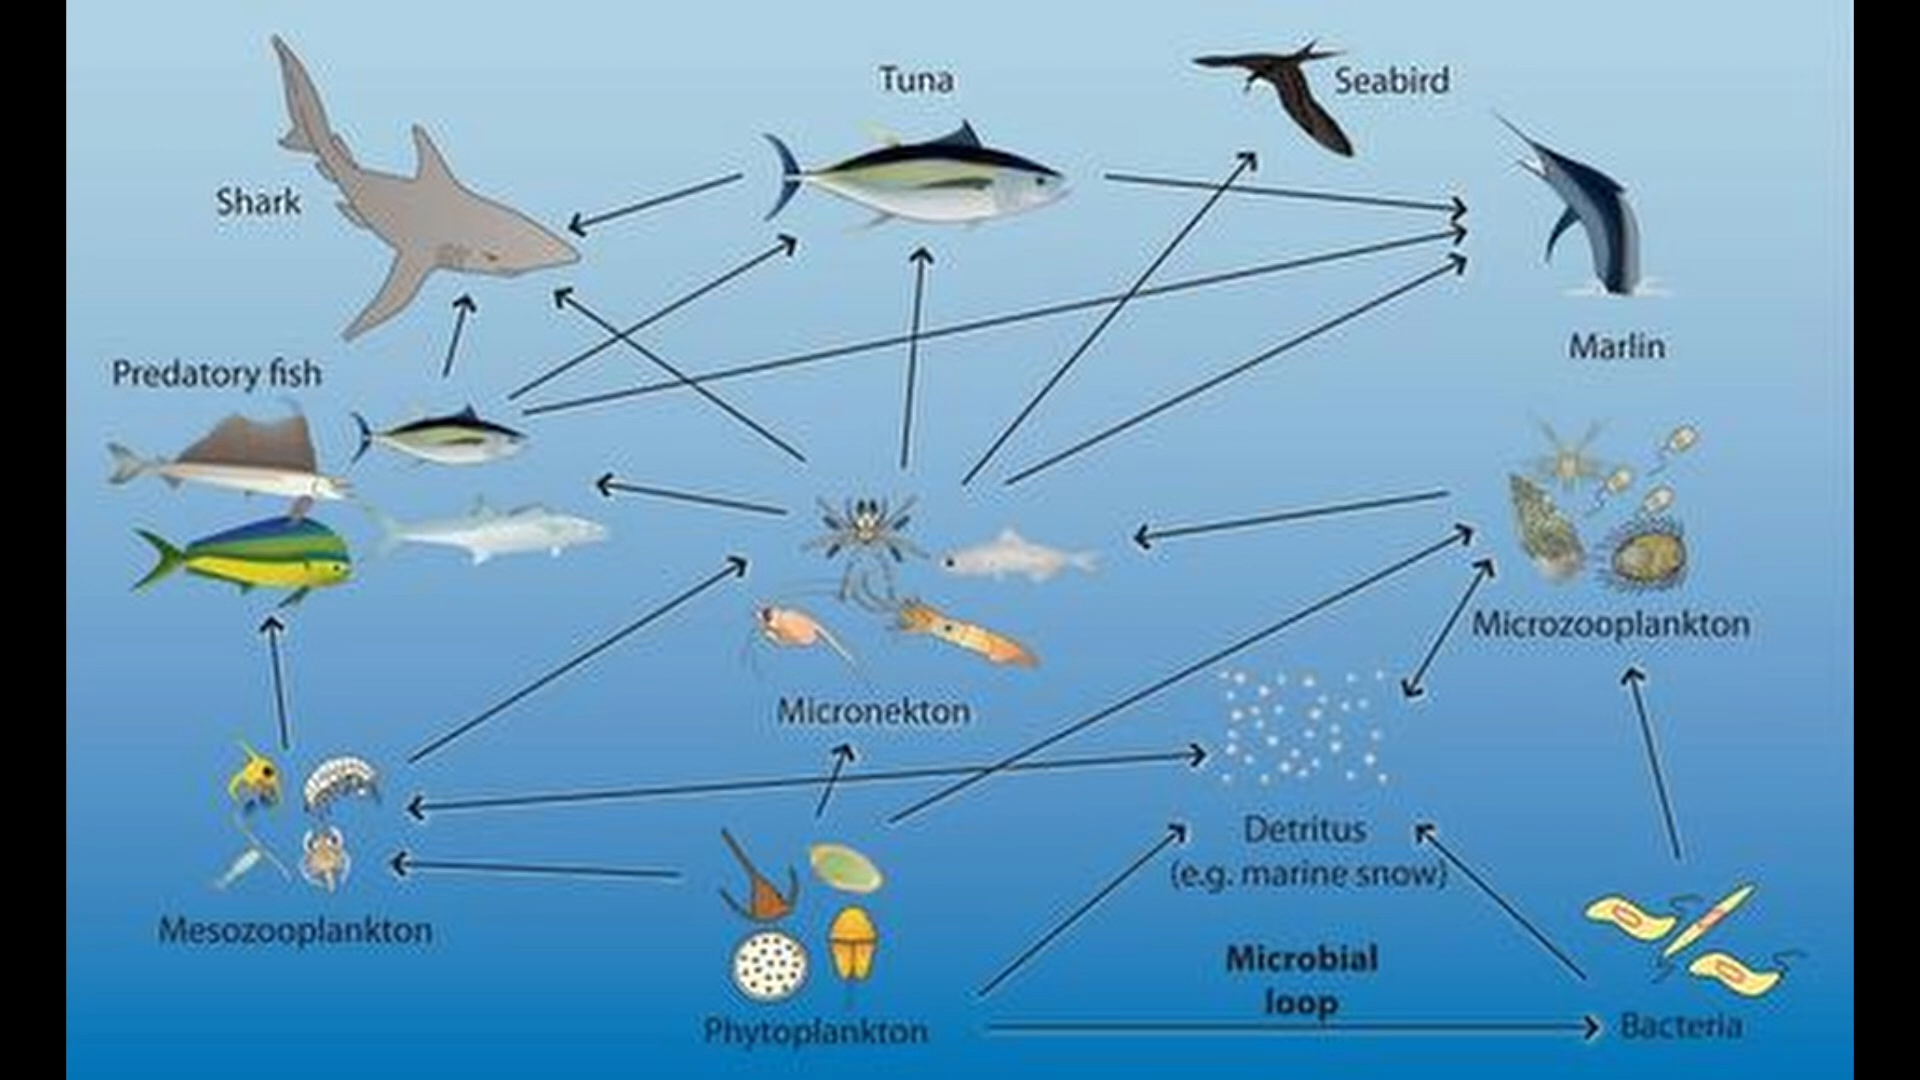 Tuna
Seabird
Shark
Marlin
Predatory fish
Microzooplankton
Micronekton
Detritus
(e.g. marine snow)
Mesozooplankton
Microbial
loop
Phytoplankton
Bacteria